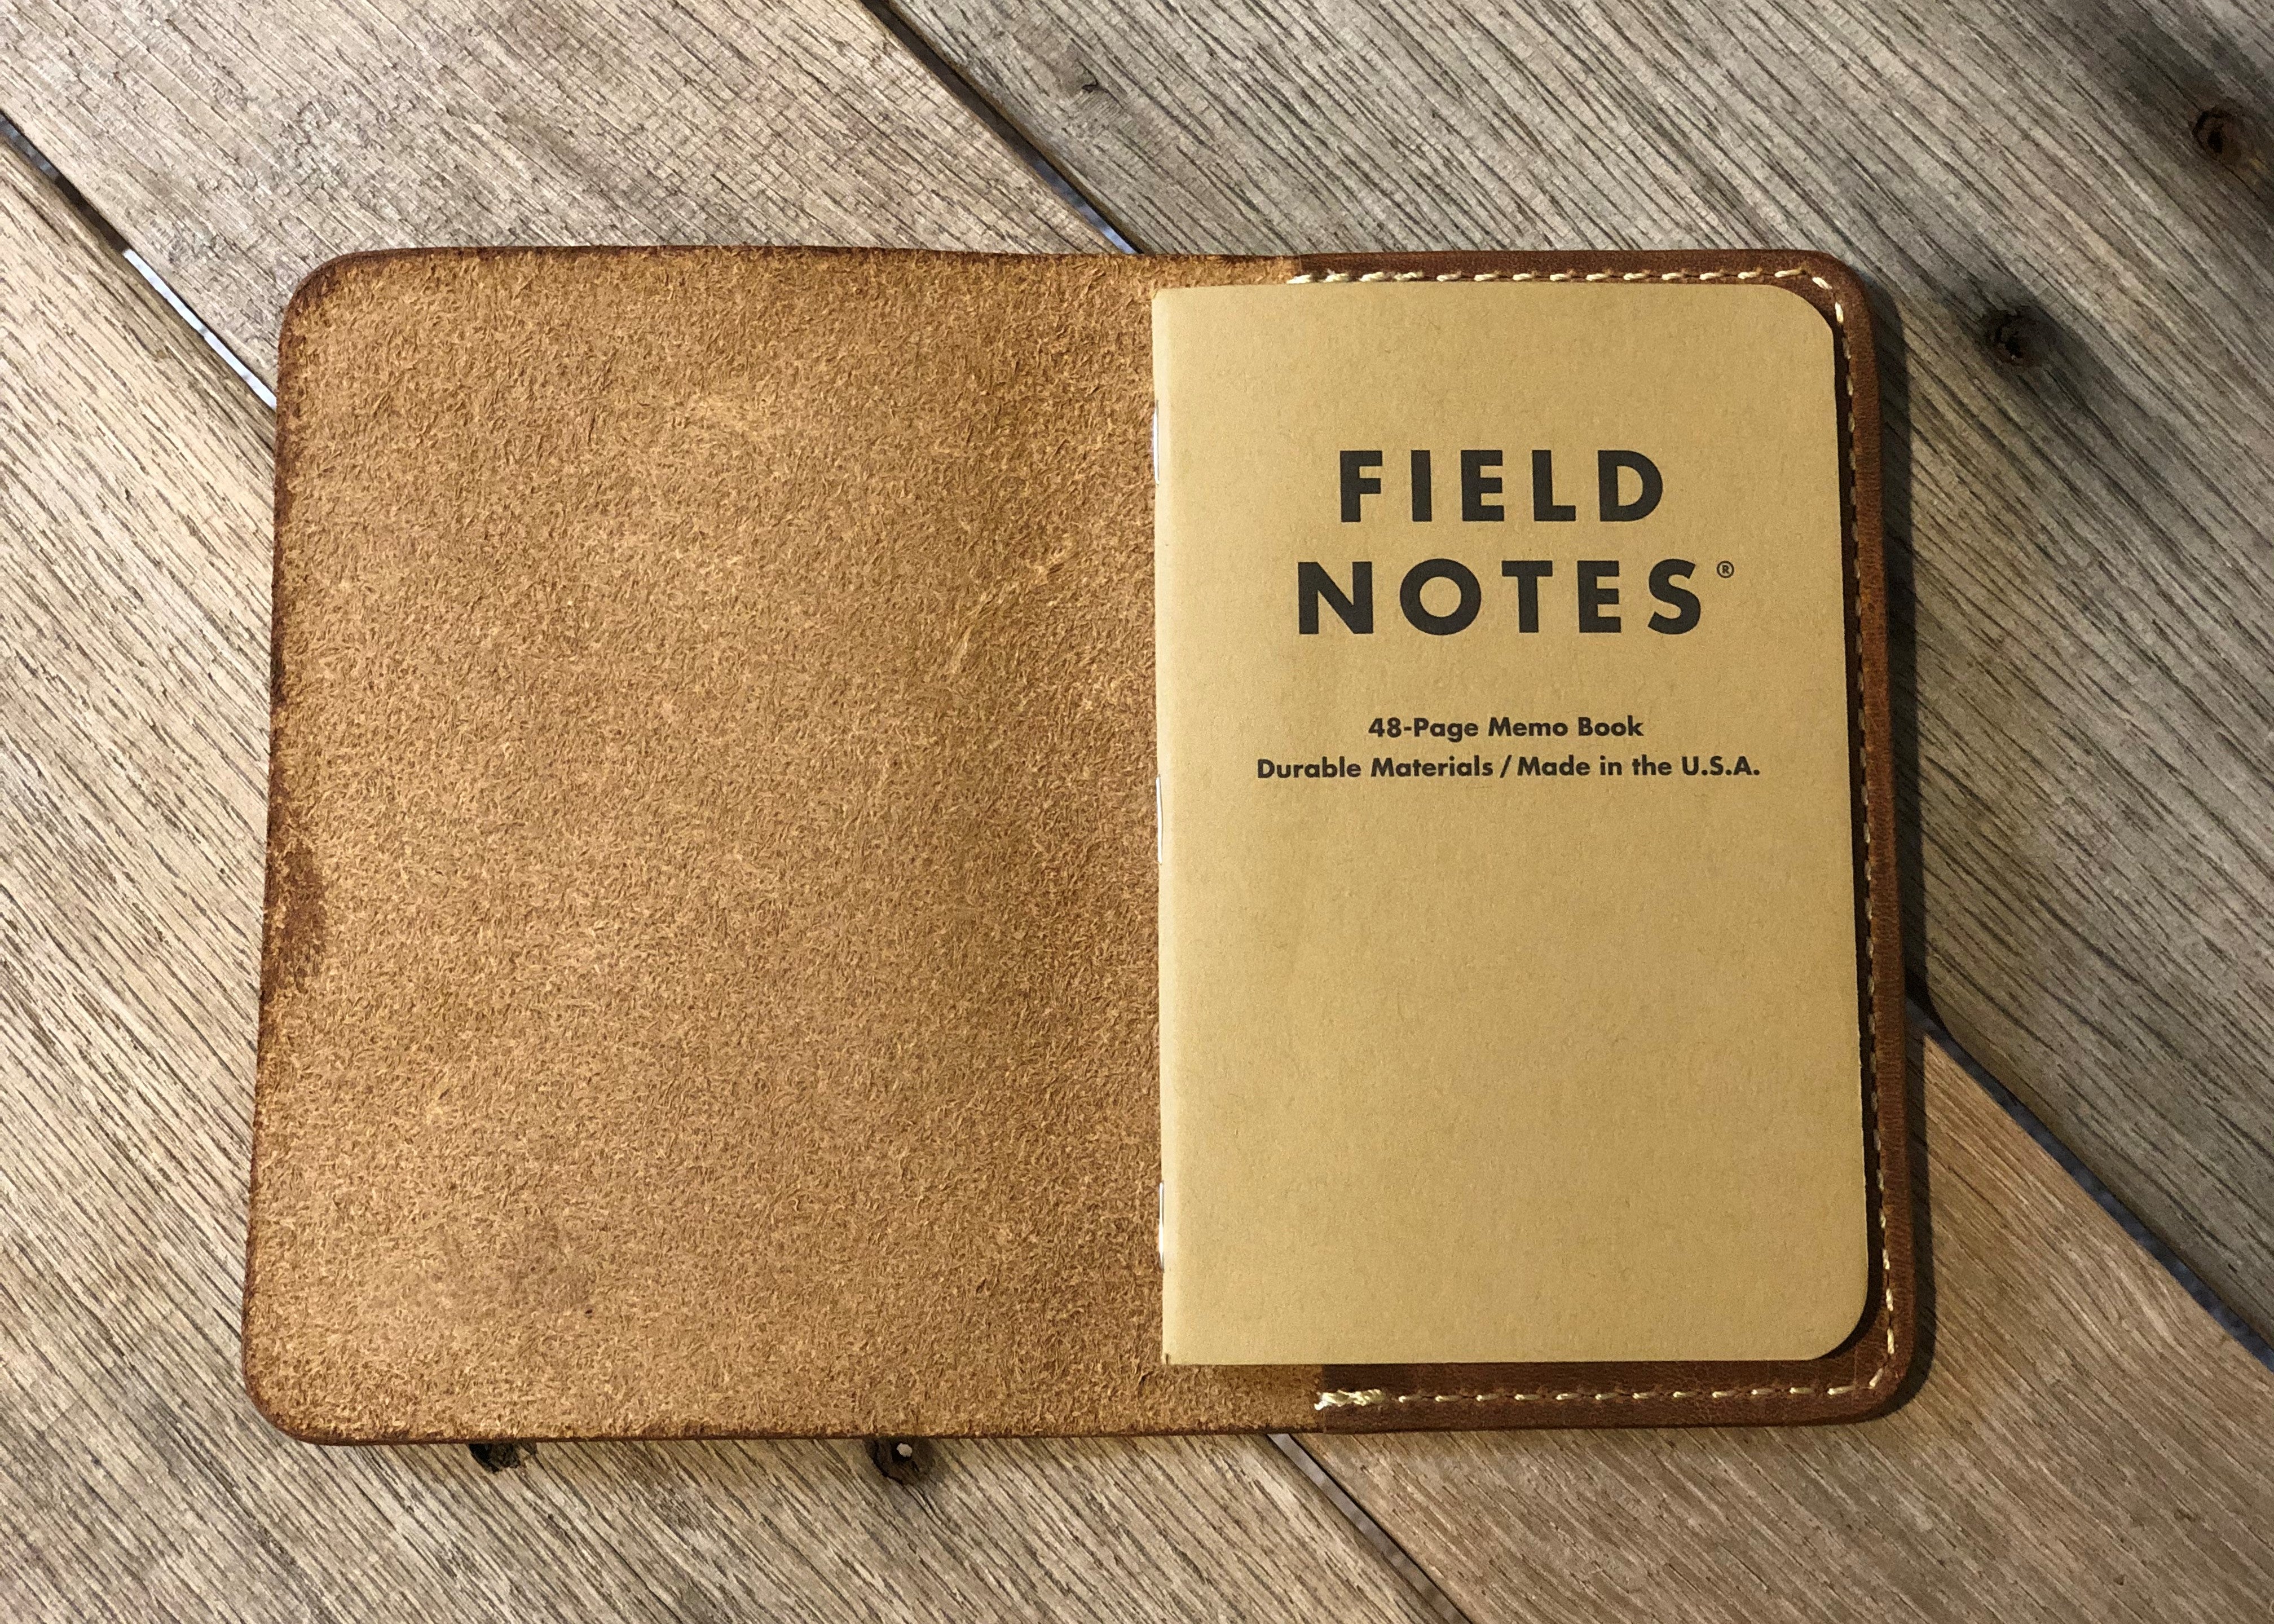 FIELD
NOTES®
48-Page Memo Book
Durable Materials / Made in the U.S.A.